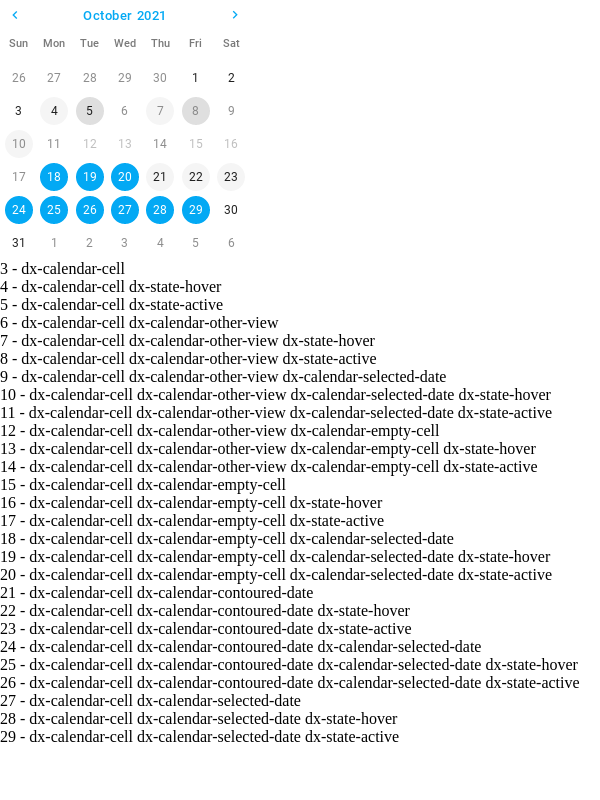 October 2021
Sun Mon Tue Wed Thu Fri Sat
26 27 28 29 30 1 2
3 4 5 6 7 8 9
10 11 12 13 14 15 16
17 18 19 20 21 22 23
24 25 26 27 28 29 30
31 1 2 3 4 5 6
3 - dx-calendar-cell
4 - dx-calendar-cell dx-state-hover
5 - dx-calendar-cell dx-state-active
6 - dx-calendar-cell dx-calendar-other-view
7 - dx-calendar-cell dx-calendar-other-view dx-state-hover
8 - dx-calendar-cell dx-calendar-other-view dx-state-active
9 - dx-calendar-cell dx-calendar-other-view dx-calendar-selected-date
10 - dx-calendar-cell dx-calendar-other-view dx-calendar-selected-date dx-state-hover
11 - dx-calendar-cell dx-calendar-other-view dx-calendar-selected-date dx-state-active
12 - dx-calendar-cell dx-calendar-other-view dx-calendar-empty-cell
13 - dx-calendar-cell dx-calendar-other-view dx-calendar-empty-cell dx-state-hover
14 - dx-calendar-cell dx-calendar-other-view dx-calendar-empty-cell dx-state-active
15 - dx-calendar-cell dx-calendar-empty-cell
16 - dx-calendar-cell dx-calendar-empty-cell dx-state-hover
17 - dx-calendar-cell dx-calendar-empty-cell dx-state-active
18 - dx-calendar-cell dx-calendar-empty-cell dx-calendar-selected-date
19 - dx-calendar-cell dx-calendar-empty-cell dx-calendar-selected-date dx-state-hover
20 - dx-calendar-cell dx-calendar-empty-cell dx-calendar-selected-date dx-state-active
21 - dx-calendar-cell dx-calendar-contoured-date
22 - dx-calendar-cell dx-calendar-contoured-date dx-state-hover
23 - dx-calendar-cell dx-calendar-contoured-date dx-state-active
24 - dx-calendar-cell dx-calendar-contoured-date dx-calendar-selected-date
25 - dx-calendar-cell dx-calendar-contoured-date dx-calendar-selected-date dx-state-hover
26 - dx-calendar-cell dx-calendar-contoured-date dx-calendar-selected-date dx-state-active
27 - dx-calendar-cell dx-calendar-selected-date
28 - dx-calendar-cell dx-calendar-selected-date dx-state-hover
29 - dx-calendar-cell dx-calendar-selected-date dx-state-active